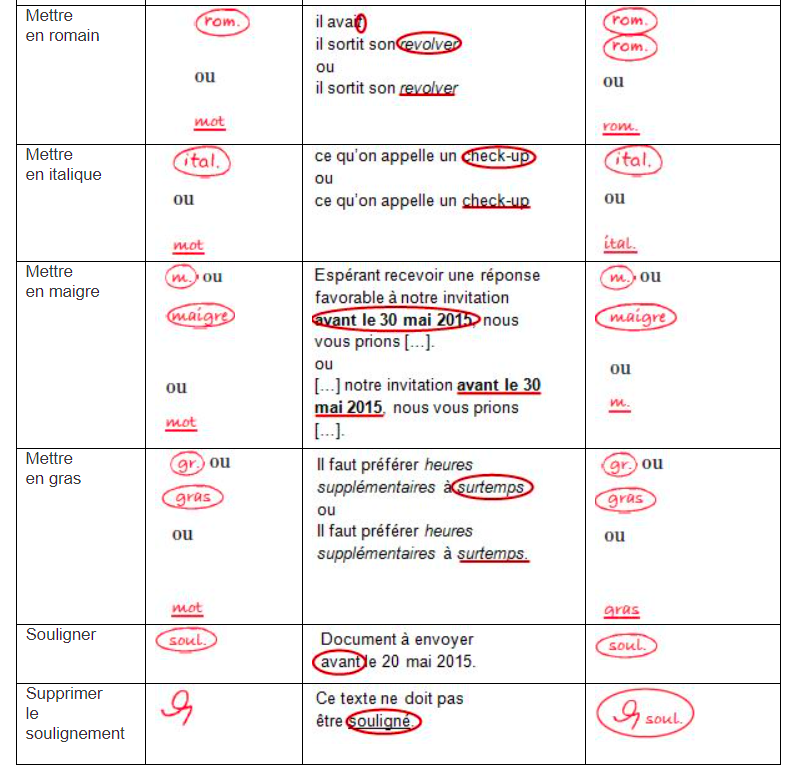 Mettre
en romain
rom.
ou
mot
il avait
il sortit son revolver
ou
il sortit son revolver
rom.
rom.
ou
rom.
Mettre
en italique
ital.
ou
mot
ce qu'on appelle un check-up
ou
ce qu'on appelle un check-up
ital.
ou
ital.
Mettre
en maigre
m. ou
maigre
ou
mot
Espérant recevoir une réponse
favorable à notre invitation
avant le 30 mai 2015, nous
vous prions […].
ou
[…] notre invitation avant le 30
mai 2015, nous vous prions
[…].
m. ou
maigre
ou
m.
Mettre
en gras
gr. ou
gras
ou
mot
Il faut préférer heures
supplémentaires à surtemps
ou
Il faut préférer heures
supplémentaires à surtemps.
gr. ou
gras
ou
gras
Souligner
soul.
Document à envoyer
avant le 20 mai 2015.
soul.
Supprimer
le
soulignement
Ce texte ne doit pas
être souligné.
soul.